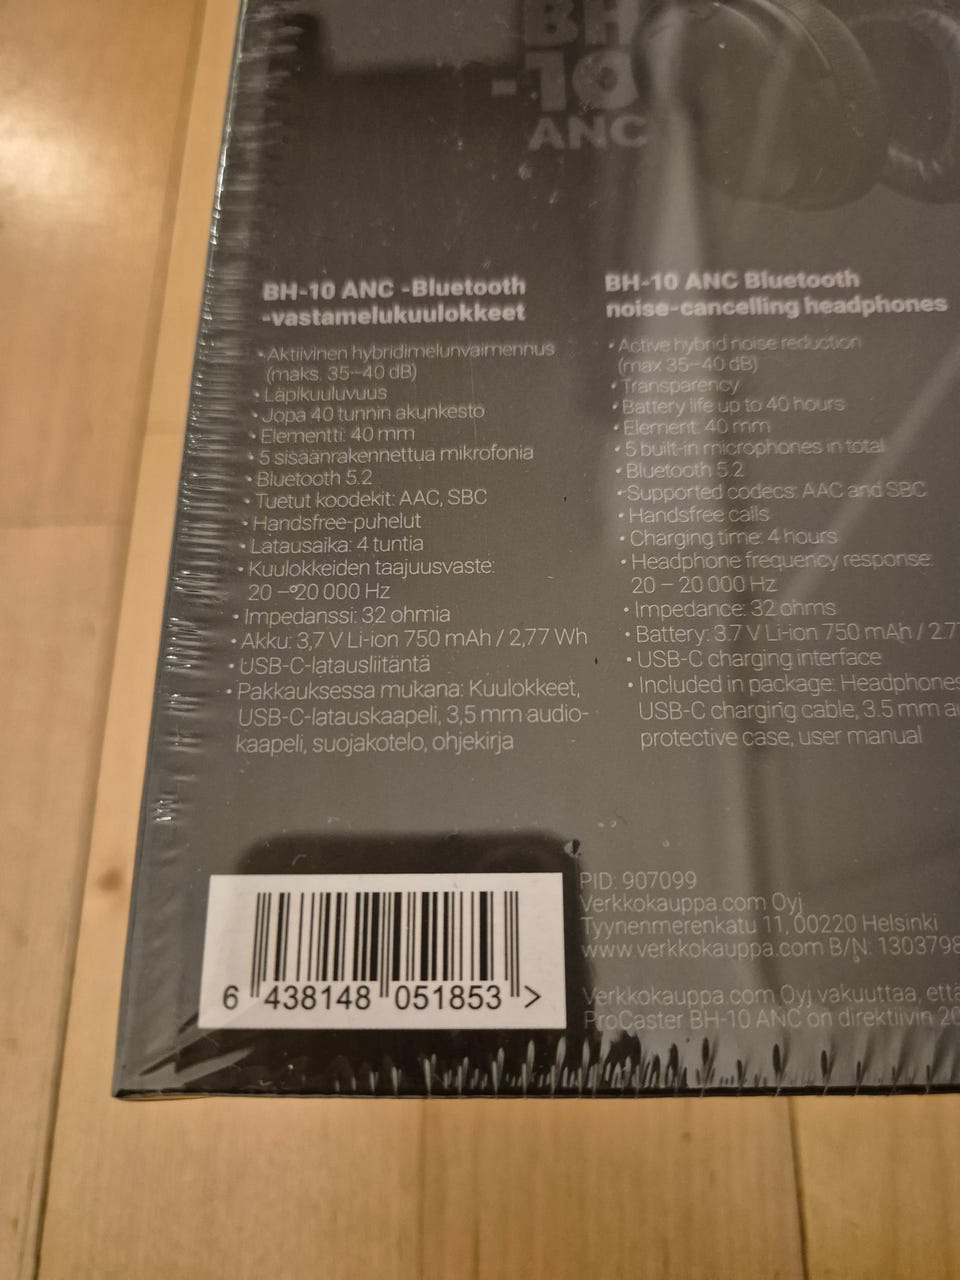 BH
-10
ANC
BH-10 ANC -Bluetooth
-vastamelukuulokkeet
• Aktiivinen hybridimelunvaimennus
(maks. 35–40 dB)
• Läpikuuluvuus
• Jopa 40 tunnin akunkesto
• Elementti: 40 mm
• 5 sisäänrakennettua mikrofonia
• Bluetooth 5.2
• Tuetut koodekit: AAC, SBC
• Handsfree-puhelut
• Latausaika: 4 tuntia
• Kuulokkeiden taajuusvaste:
20 – 20 000 Hz
• Impedanssi: 32 ohmia
• Akku: 3,7 V Li-ion 750 mAh / 2,77 Wh
• USB-C-latausliitäntä
• Pakkauksessa mukana: Kuulokkeet,
USB-C-latauskaapeli, 3,5 mm audio-
kaapeli, suojakotelo, ohjekirja
BH-10 ANC Bluetooth
noise-cancelling headphones
• Active hybrid noise reduction
(max 35–40 dB)
• Transparency
• Battery life up to 40 hours
• Element: 40 mm
• 5 built-in microphones in total
• Bluetooth 5.2
• Supported codecs: AAC and SBC
• Handsfree calls
• Charging time: 4 hours
• Headphone frequency response:
20 – 20 000 Hz
• Impedance: 32 ohms
• Battery: 3.7 V Li-ion 750 mAh / 2.7
• USB-C charging interface
• Included in package: Headphones
USB-C charging cable, 3.5 mm
protective case, user manual
6 438148 051853 >
PID: 907099
Verkkokauppa.com Oyj
Tyynenmerenkatu 11, 00220 Helsinki
www.verkkokauppa.com B/N: 1303798
Verkkokauppa.com Oyj vakuuttaa, että
ProCaster BH-10 ANC on direktiivin 20